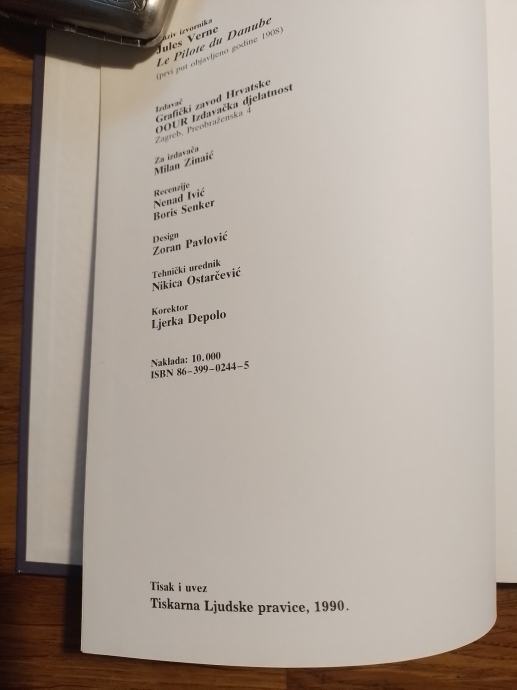 izvornika
Jules Verne
Le Pilote du Danube
(prvi put objavljeno godine 1908)
Izdavač
Grafički zavod Hrvatske
OOUR Izdavačka djelatnost
Zagreb, Preobraženska 4
Za izdavača
Milan Zinaić
Recenzije
Nenad Ivić
Boris Senker
Design
Zoran Pavlović
Tehnički urednik
Nikica Ostarčević
Korektor
Ljerka Depolo
Naklada: 10.000
ISBN 86-399-0244-5
Tisak i uvez
Tiskarna Ljudske pravice, 1990.